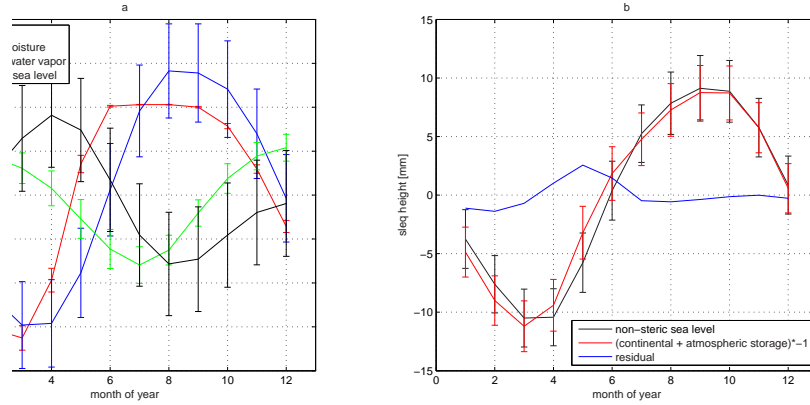 a
oisture
water vapor
sea level
4
6
8
10
12
month of year
b
15
10
5
0
−5
−10
−15
sleq height [mm]
non-steric sea level
(continental + atmospheric storage)*−1
residual
0
2
4
6
8
10
12
month of year